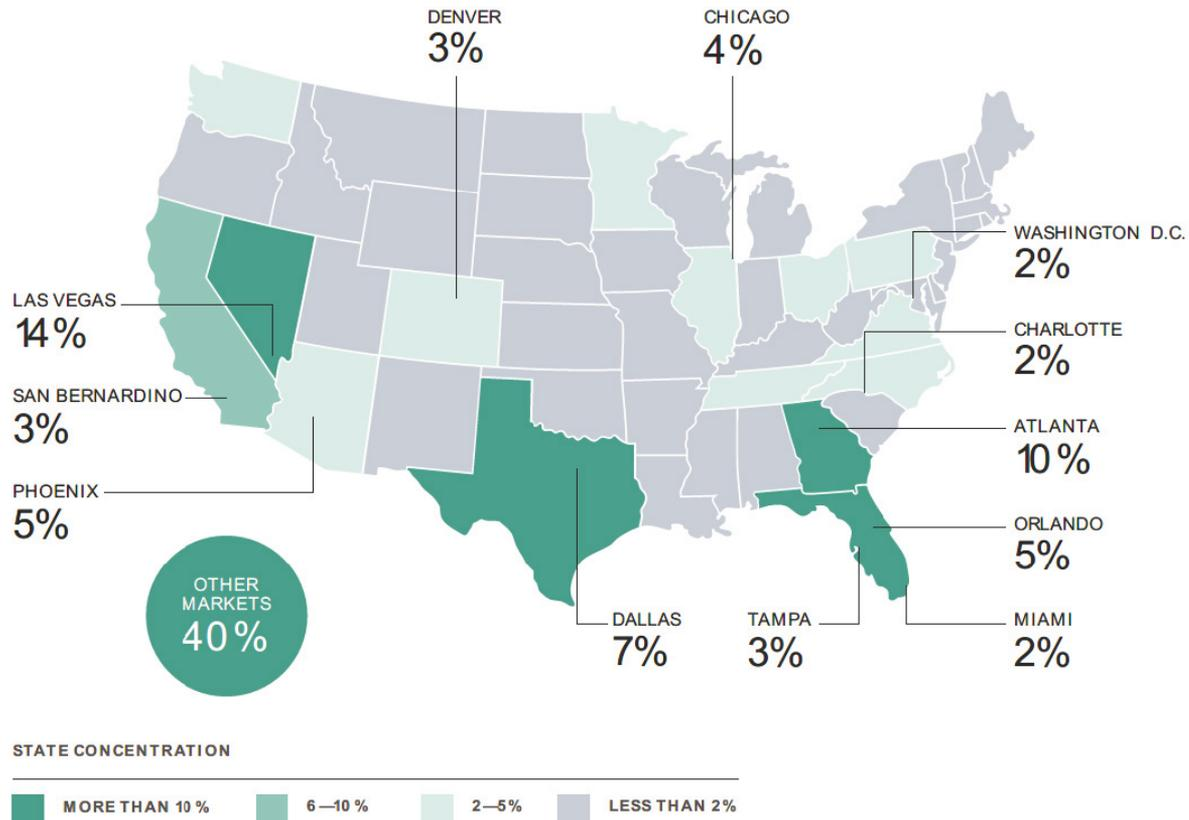 DENVER
3%
CHICAGO
4%
WASHINGTON D.C.
2%
LAS VEGAS
14%
CHARLOTTE
2%
SAN BERNARDINO
3%
ATLANTA
10%
PHOENIX
5%
ORLANDO
5%
OTHER
MARKETS
40%
DALLAS
7%
TAMPA
3%
MIAMI
2%
STATE CONCENTRATION
MORE THAN 10%
6—10%
2—5%
LESS THAN 2%